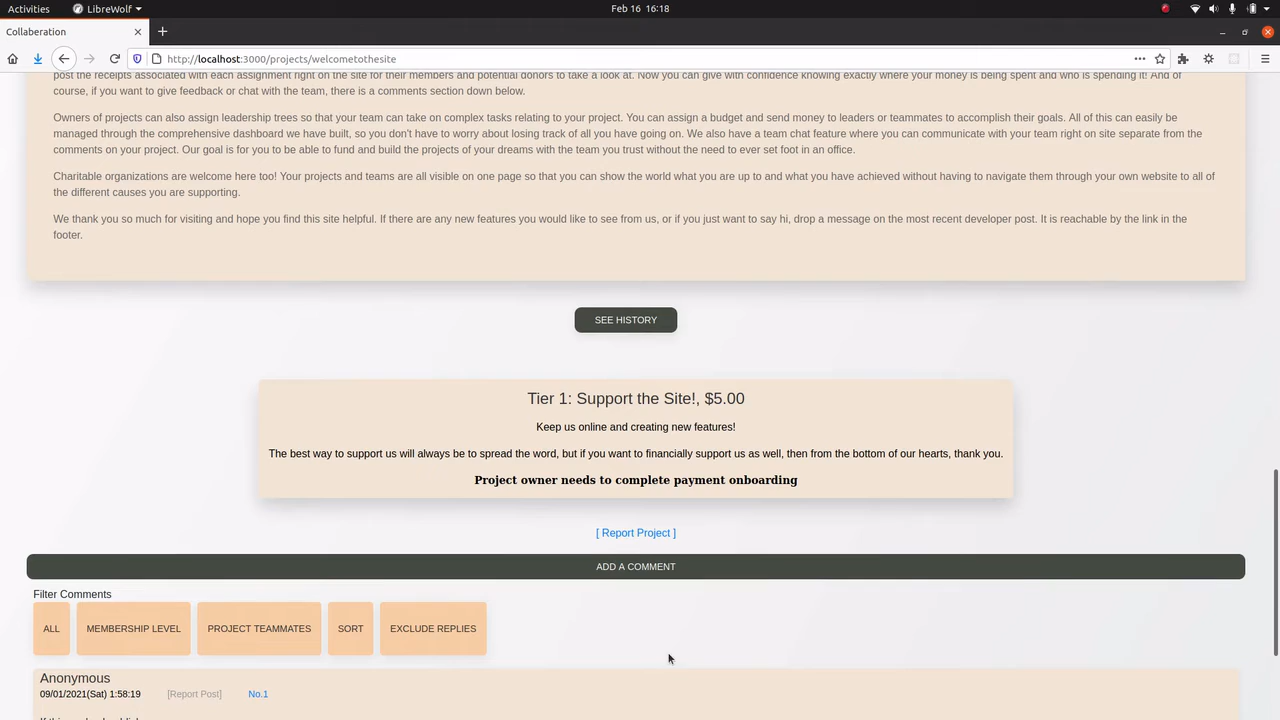 Activities
LibreWolf
Feb 16 16:18
Collaberation
http://localhost:3000/projects/welcometothesite
post the receipts associated with each assignment right on the site for their members and potential donors to take a look at. Now you can give with confidence knowing exactly where your money is being spent and who is spending it! And of
course, if you want to give feedback or chat with the team, there is a comments section down below.
Owners of projects can also assign leadership trees so that your team can take on complex tasks relating to your project. You can assign a budget and send money to leaders or teammates to accomplish their goals. All of this can easily be
managed through the comprehensive dashboard we have built, so you don't have to worry about losing track of all you have going on. We also have a team chat feature where you can communicate with your team right on site separate from the
comments on your project. Our goal is for you to be able to fund and build the projects of your dreams with the team you trust without the need to ever set foot in an office.
Charitable organizations are welcome here too! Your projects and teams are all visible on one page so that you can show the world what you are up to and what you have achieved without having to navigate them through your own website to all of
the different causes you are supporting.
We thank you so much for visiting and hope you find this site helpful. If there are any new features you would like to see from us, or if you just want to say hi, drop a message on the most recent developer post. It is reachable by the link in the
footer.
SEE HISTORY
Tier 1: Support the Site!, $5.00
Keep us online and creating new features!
The best way to support us will always be to spread the word, but if you want to financially support us as well, then from the bottom of our hearts, thank you.
Project owner needs to complete payment onboarding
[ Report Project ]
ADD A COMMENT
Filter Comments
ALL MEMBERSHIP LEVEL PROJECT TEAMMATES SORT EXCLUDE REPLIES
Anonymous
09/01/2021(Sat) 1:58:19 [Report Post] No.1